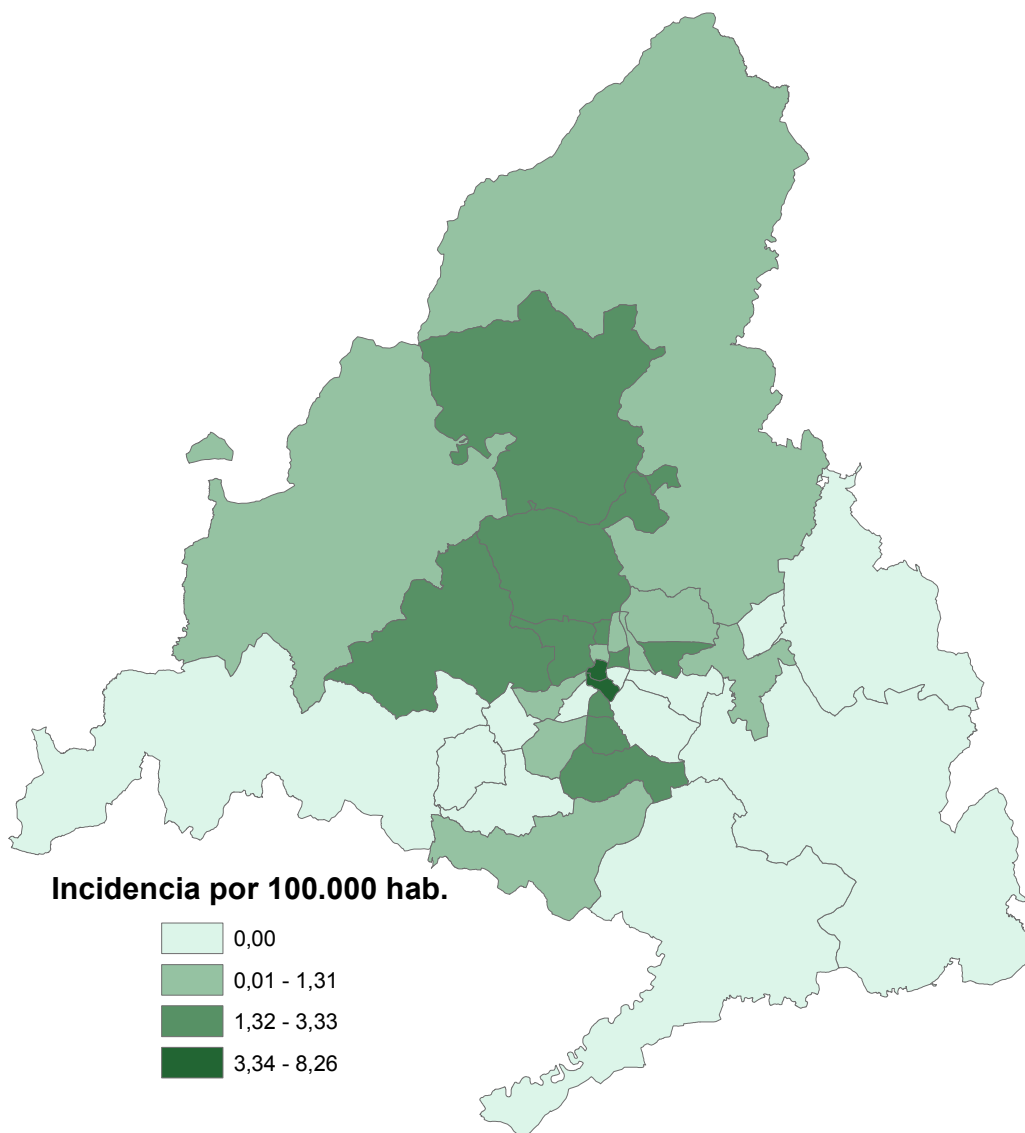 Incidencia por 100.000 hab.
0,00
0,01 - 1,31
1,32 - 3,33
3,34 - 8,26